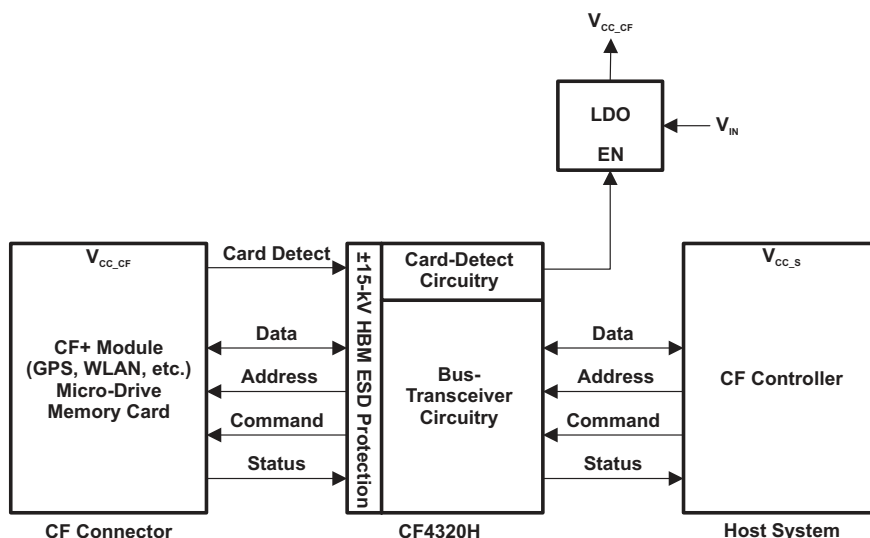 V_CC_CF
LDO
V_IN
EN
V_CC_CF
Card Detect
±15-kV HBM ESD Protection
Card-Detect
Circuitry
V_CC_S
CF+ Module
(GPS, WLAN, etc.)
Micro-Drive
Memory Card
Data
Address
Command
Status
Bus-
Transceiver
Circuitry
Data
Address
Command
Status
CF Controller
CF Connector
CF4320H
Host System